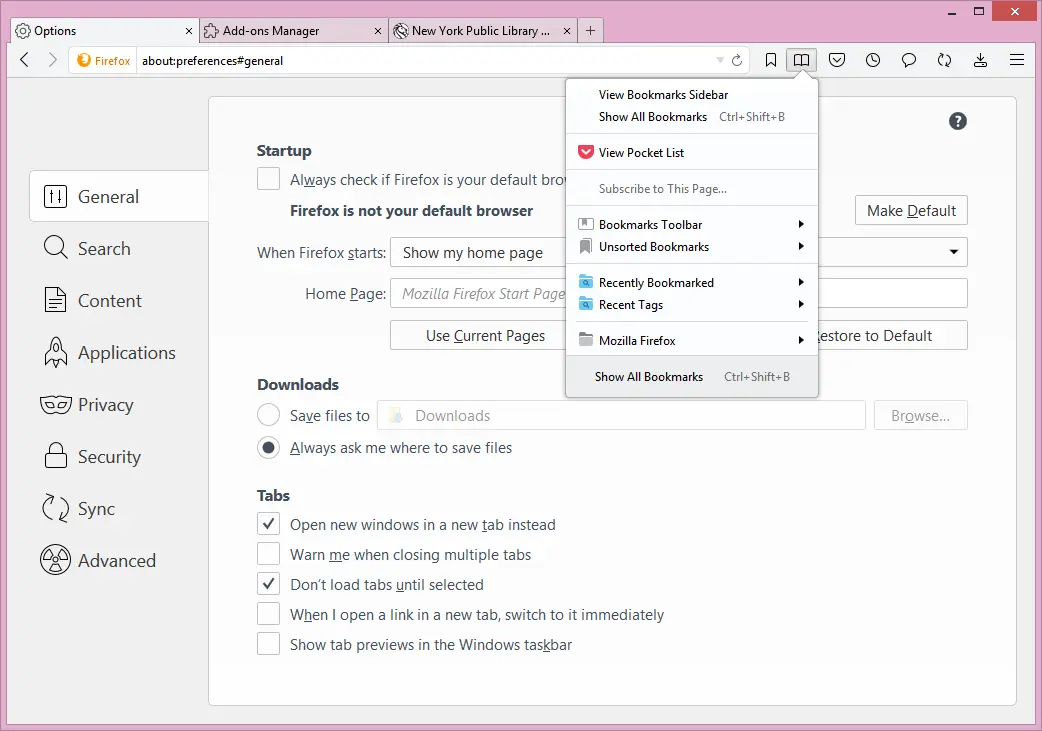 Options
Add-ons Manager
New York Public Library ...
Firefox
about:preferences#general
View Bookmarks Sidebar
Show All Bookmarks Ctrl+Shift+B
View Pocket List
Subscribe to This Page...
Bookmarks Toolbar
Unsorted Bookmarks
Recently Bookmarked
Recent Tags
Mozilla Firefox
Show All Bookmarks Ctrl+Shift+B
General
Search
Content
Applications
Privacy
Security
Sync
Advanced
Startup
Always check if Firefox is your default
Firefox is not your default browser
Make Default
When Firefox starts: Show my home page
Home Page: Mozilla Firefox Start Page
Use Current Pages
estore to Default
Downloads
Save files to Downloads Browse...
Always ask me where to save files
Tabs
Open new windows in a new tab instead
Warn me when closing multiple tabs
Don't load tabs until selected
When I open a link in a new tab, switch to it immediately
Show tab previews in the Windows taskbar